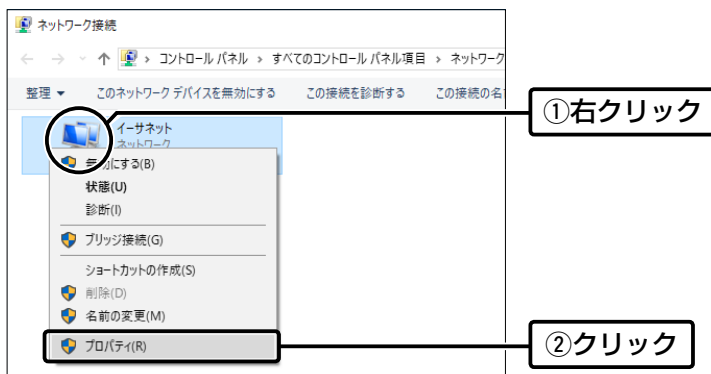 ネットワーク接続
コントロール パネル › すべてのコントロール パネル項目 › ネットワーク
整理 ▾ このネットワーク デバイスを無効にする この接続を診断する この接続の名
イーサネット
ネットワーク
①右クリック
無効にする(B)
状態(U)
診断(I)
ブリッジ接続(G)
ショートカットの作成(S)
削除(D)
名前の変更(M)
プロパティ(R)
②クリック